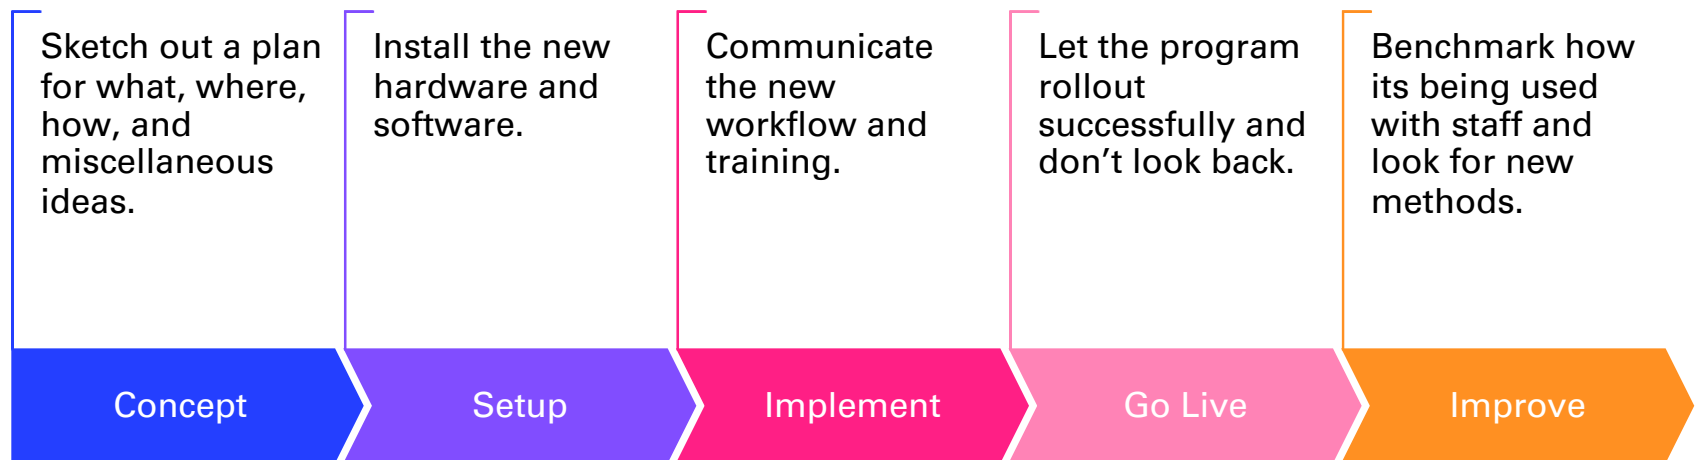 Sketch out a plan
for what, where,
how, and
miscellaneous
ideas.
Install the new
hardware and
software.
Communicate
the new
workflow and
training.
Let the program
rollout
successfully and
don’t look back.
Benchmark how
its being used
with staff and
look for new
methods.
Concept
Setup
Implement
Go Live
Improve